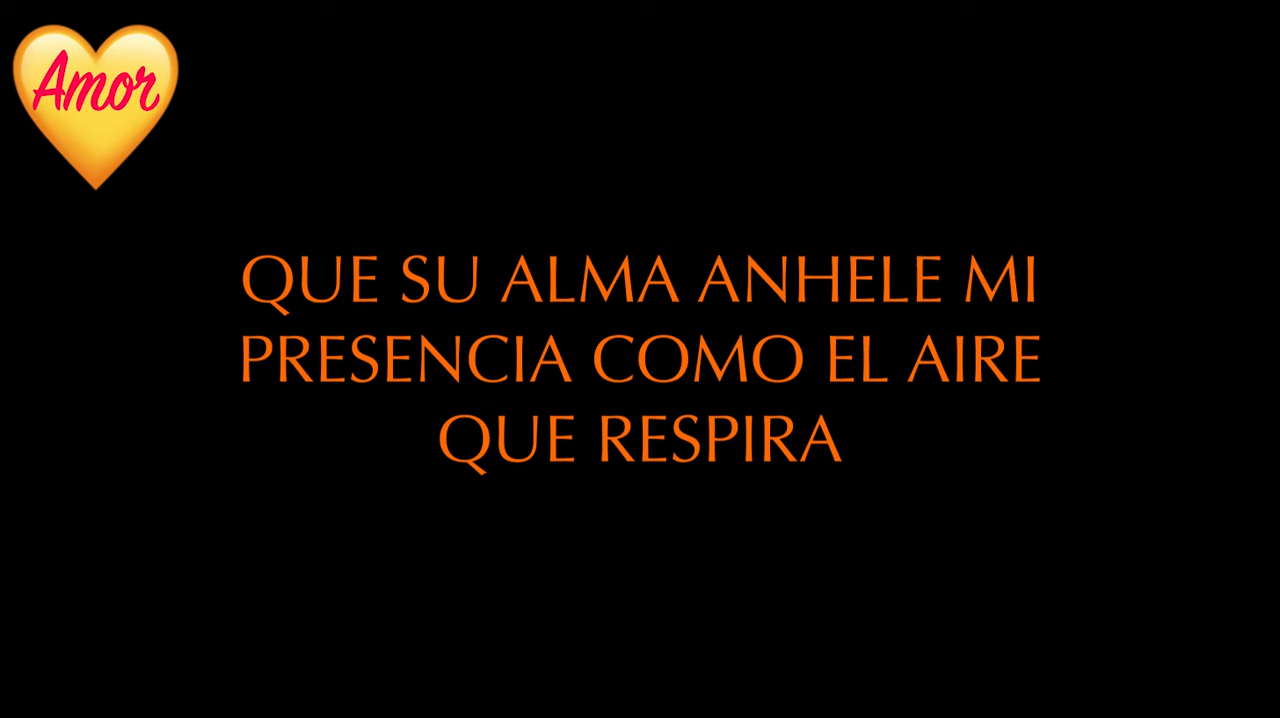 Amor
QUE SU ALMA ANHELE MI
PRESENCIA COMO EL AIRE
QUE RESPIRA